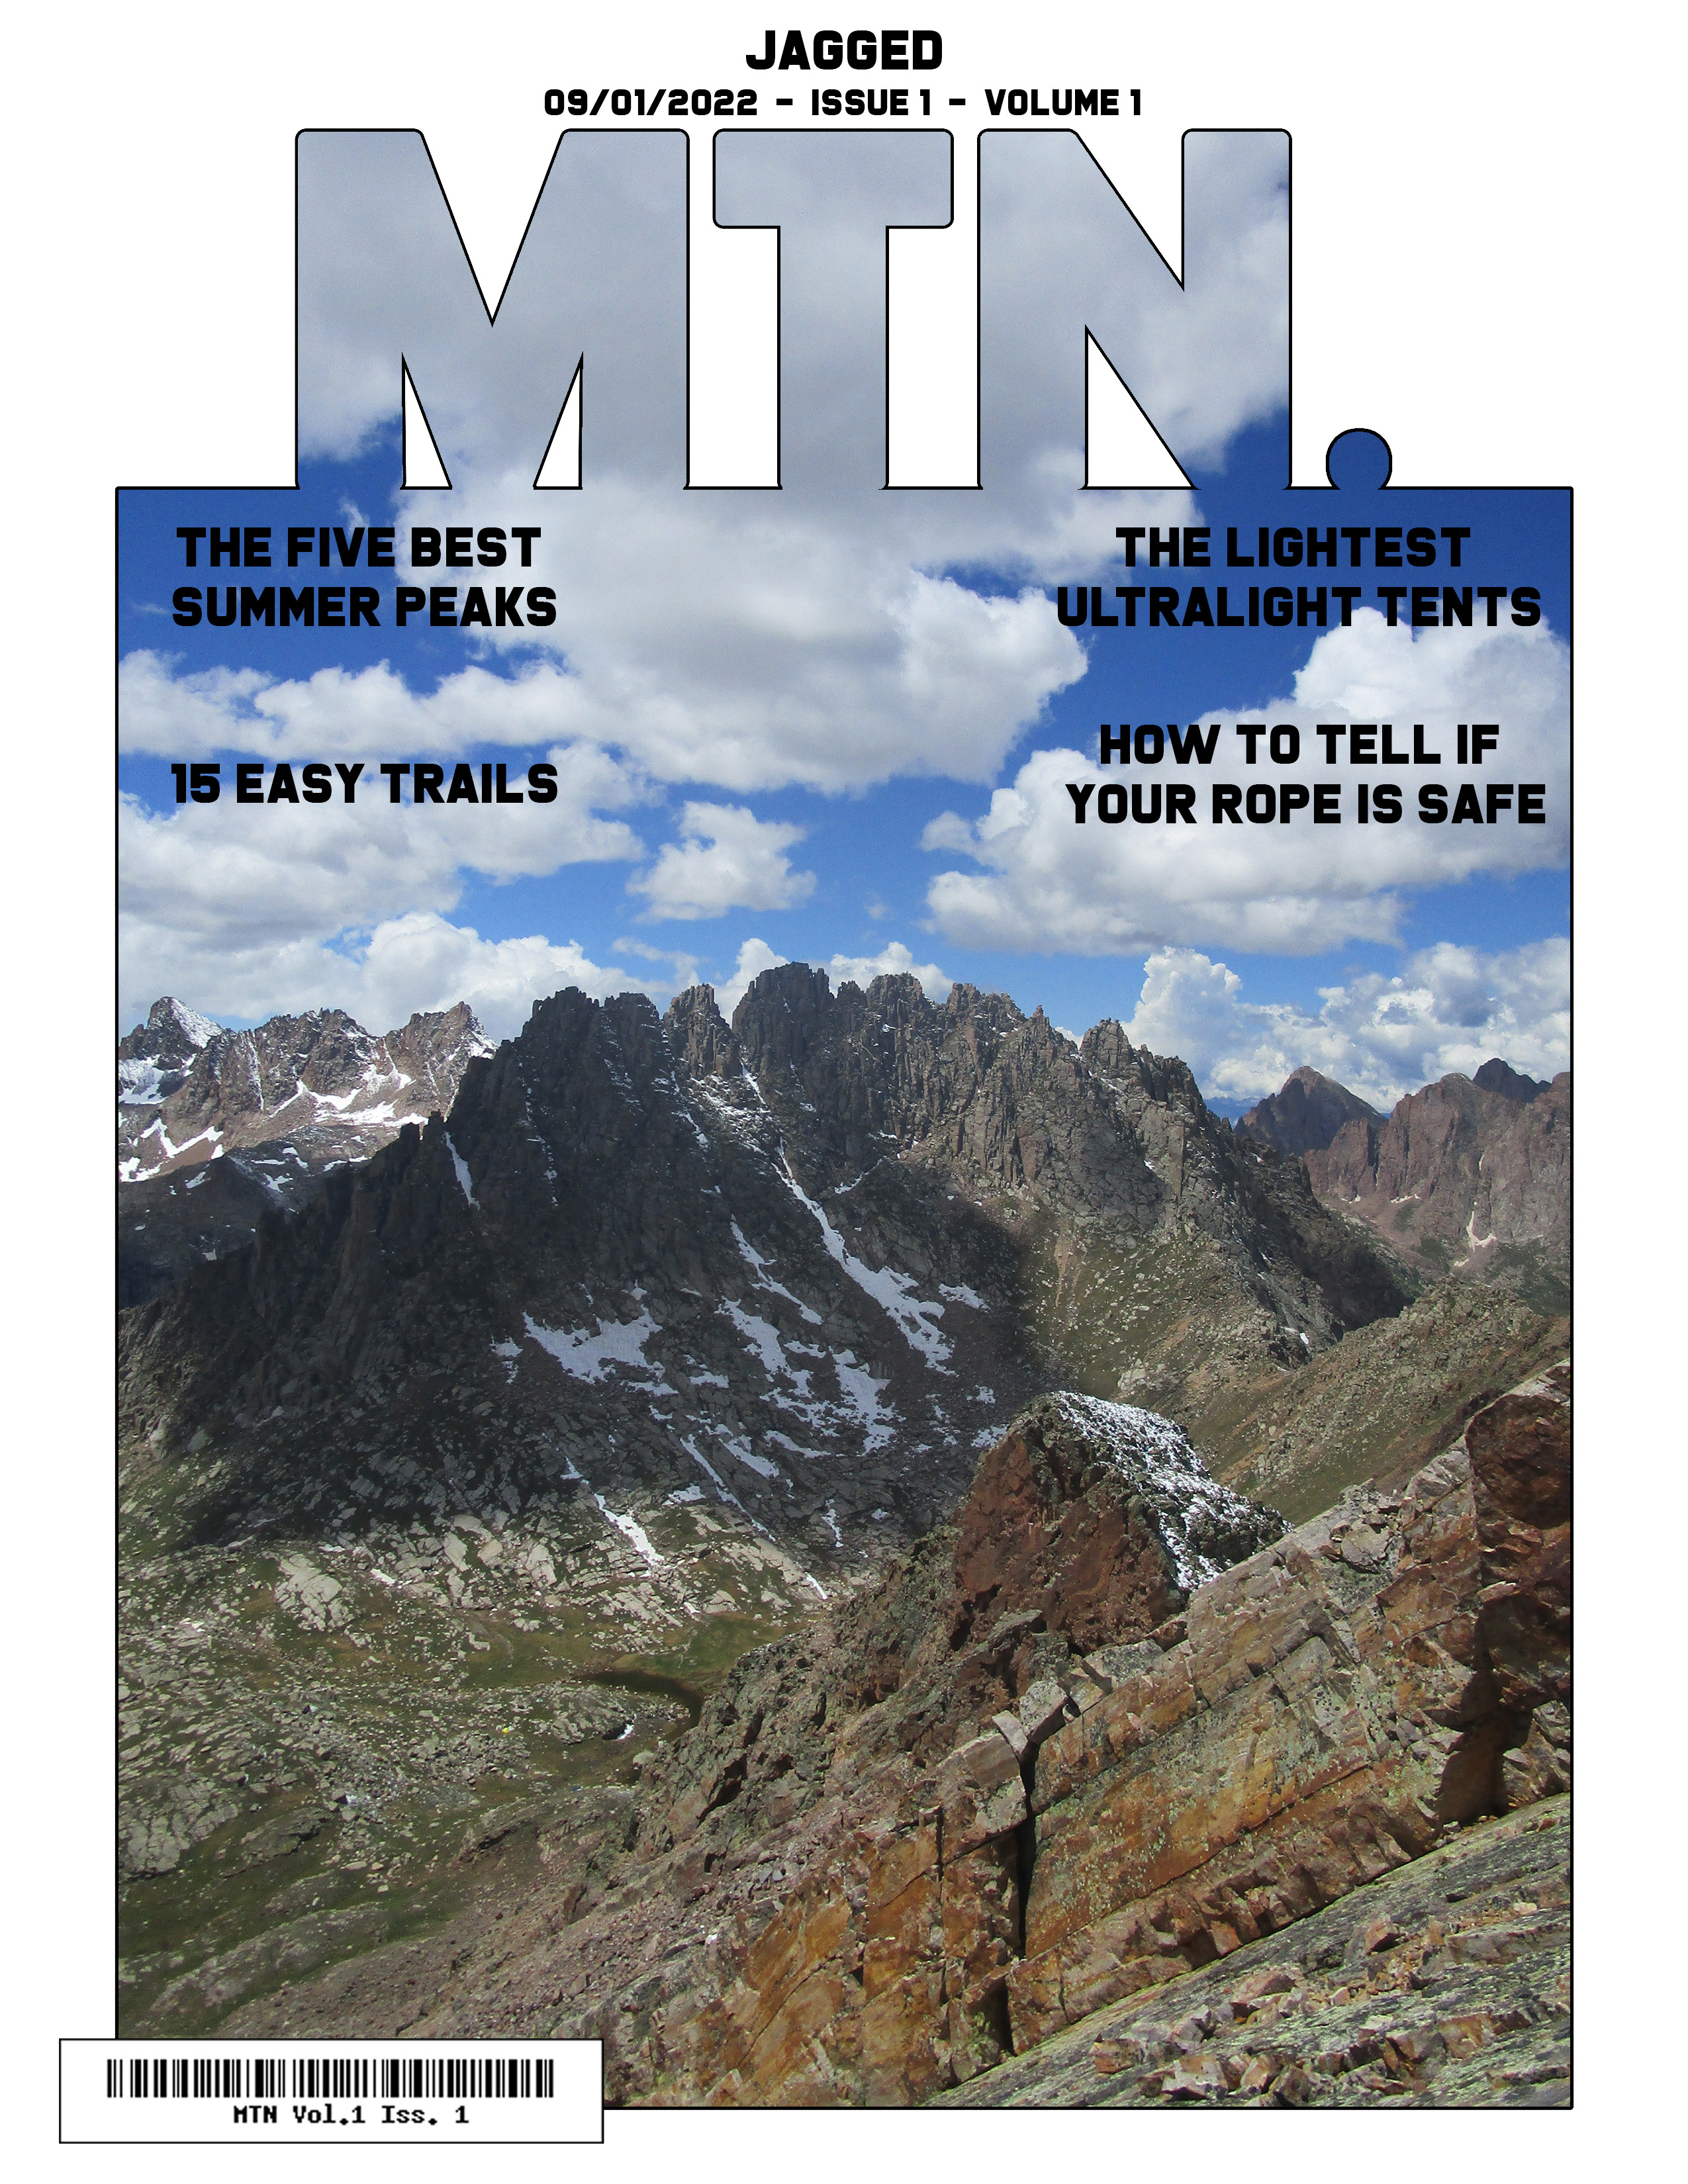 JAGGED
09/01/2022 - ISSUE 1 - VOLUME 1
MTN.
THE FIVE BEST
SUMMER PEAKS
15 EASY TRAILS
THE LIGHTEST
ULTRALIGHT TENTS
HOW TO TELL IF
YOUR ROPE IS SAFE
MTN Vol.1 Iss. 1